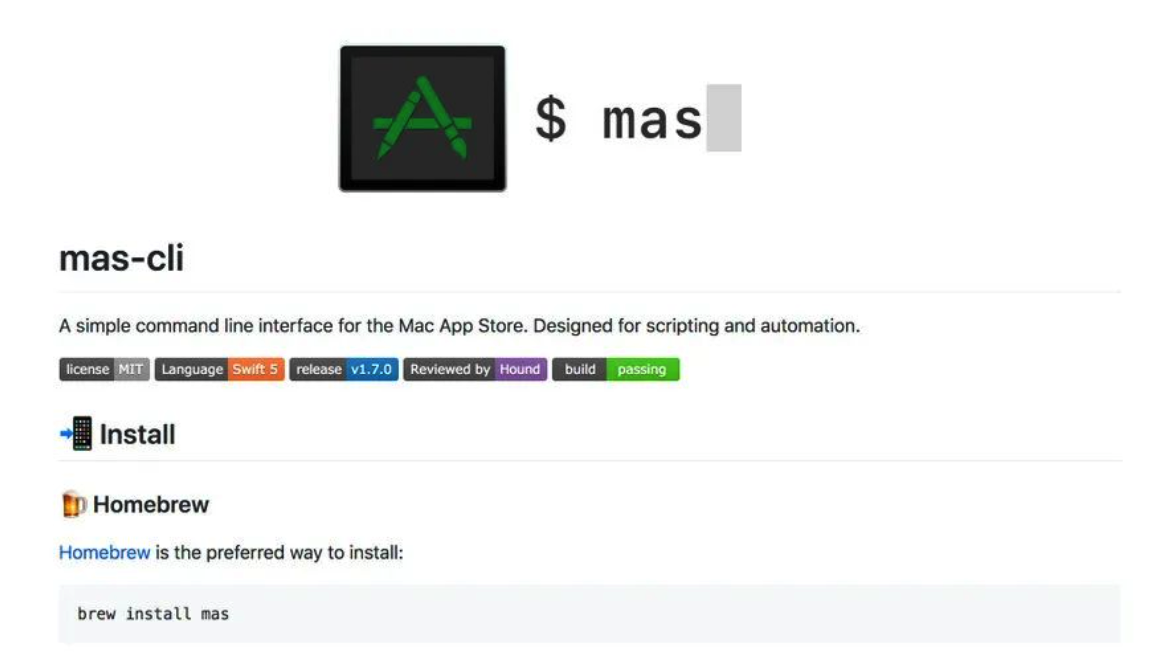 $ mas
mas-cli
A simple command line interface for the Mac App Store. Designed for scripting and automation.
license MIT Language Swift 5 release v1.7.0 Reviewed by Hound build passing
Install
Homebrew
Homebrew is the preferred way to install:
brew install mas